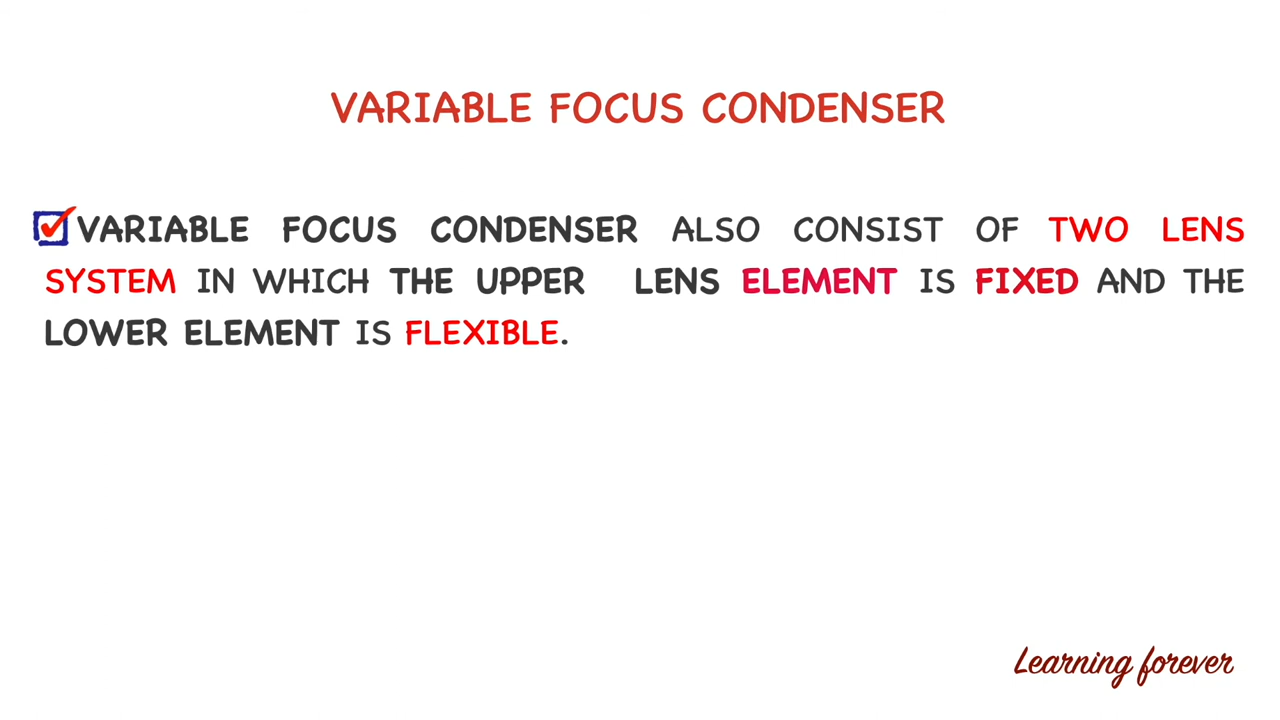 VARIABLE FOCUS CONDENSER
VARIABLE FOCUS CONDENSER ALSO CONSIST OF TWO LENS
SYSTEM IN WHICH THE UPPER LENS ELEMENT IS FIXED AND THE
LOWER ELEMENT IS FLEXIBLE.
Learning forever